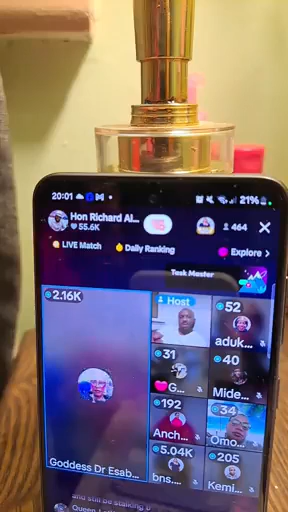 20:01
21%
Hon Richard Al...
55.6K
464
LIVE Match
Daily Ranking
Explore >
Task Master
2.16K
Host
52
aduk...
31
G...
40
Mide...
192
Anch...
34
Omo...
5.04K
bns....
205
Kemi...
Goddess Dr Esab...
and still be stalking u